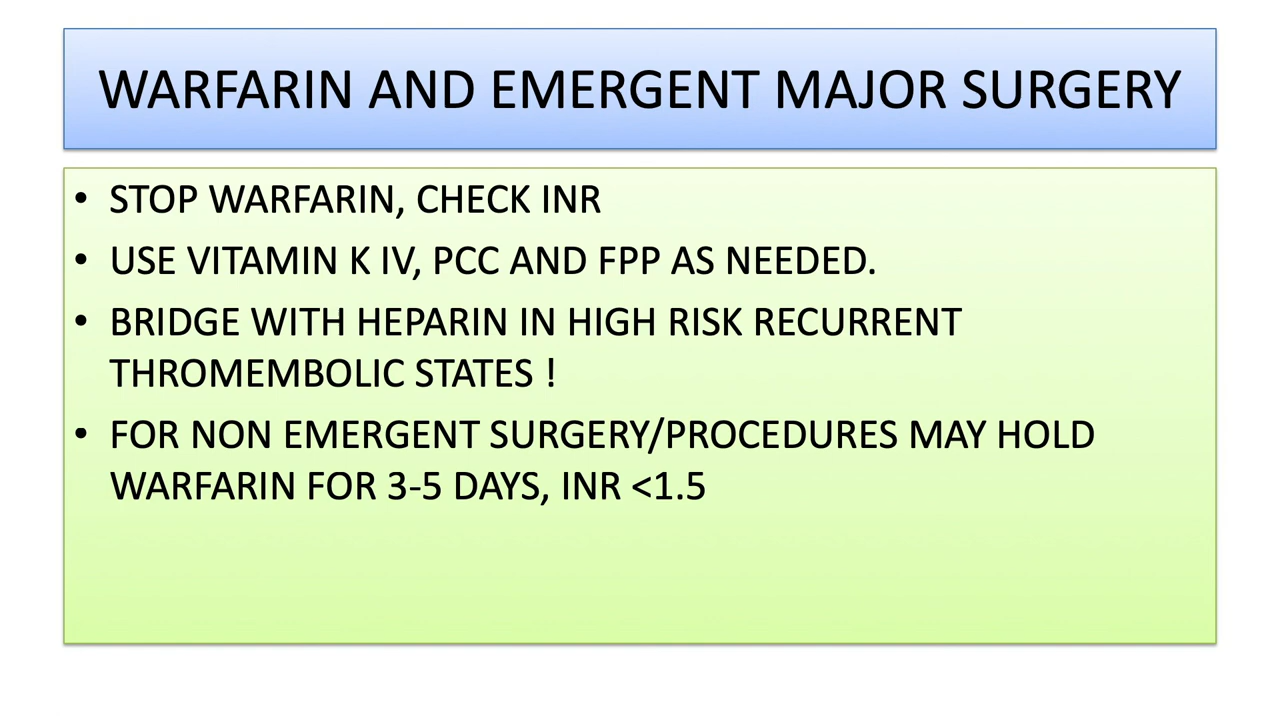 WARFARIN AND EMERGENT MAJOR SURGERY
• STOP WARFARIN, CHECK INR
• USE VITAMIN K IV, PCC AND FPP AS NEEDED.
• BRIDGE WITH HEPARIN IN HIGH RISK RECURRENT
THROMEMBOLIC STATES !
• FOR NON EMERGENT SURGERY/PROCEDURES MAY HOLD
WARFARIN FOR 3-5 DAYS, INR <1.5